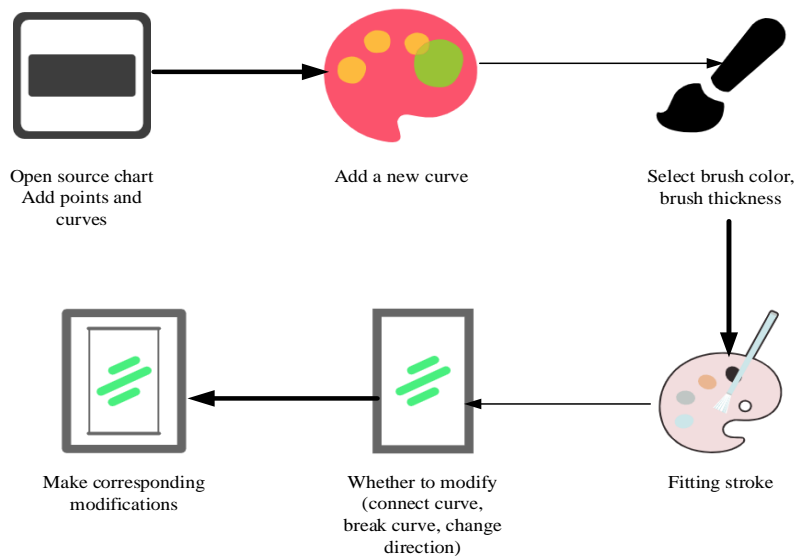 Open source chart
Add points and
curves
Add a new curve
Select brush color,
brush thickness
Make corresponding
modifications
Whether to modify
(connect curve,
break curve, change
direction)
Fitting stroke